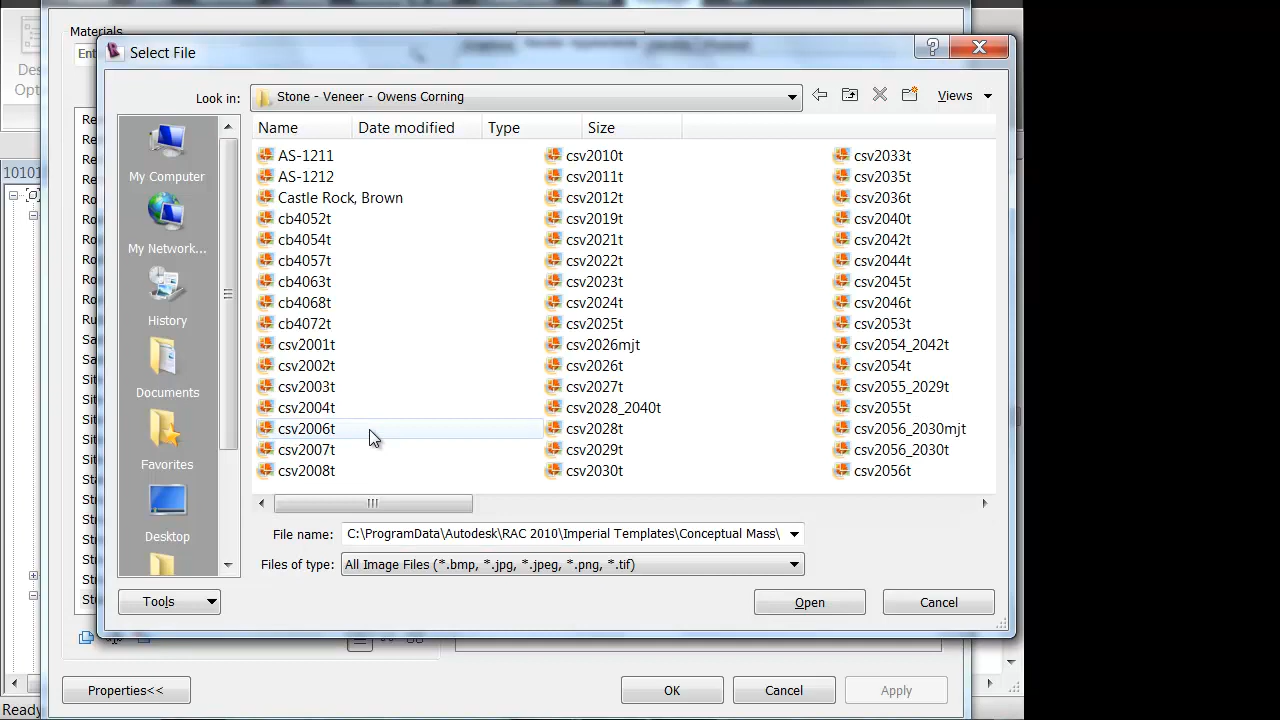 Materials
Select File
Look in: Stone - Veneer - Owens Corning Views
Name Date modified Type Size
My Computer
My Network...
History
Documents
Favorites
Desktop
AS-1211
AS-1212
Castle Rock, Brown
cb4052t
cb4054t
cb4057t
cb4063t
cb4068t
cb4072t
csv2001t
csv2002t
csv2003t
csv2004t
csv2006t
csv2007t
csv2008t
csv2010t
csv2011t
csv2012t
csv2019t
csv2021t
csv2022t
csv2023t
csv2024t
csv2025t
csv2026mjt
csv2026t
csv2027t
csv2028_2040t
csv2028t
csv2029t
csv2030t
csv2033t
csv2035t
csv2036t
csv2040t
csv2042t
csv2044t
csv2045t
csv2046t
csv2053t
csv2054_2042t
csv2054t
csv2055_2029t
csv2055t
csv2056_2030mjt
csv2056_2030t
csv2056t
File name: C:\ProgramData\Autodesk\RAC 2010\Imperial Templates\Conceptual Mass\
Files of type: All Image Files (*.bmp, *.jpg, *.jpeg, *.png, *.tif)
Tools Open Cancel
Properties<< OK Cancel Apply
Ready